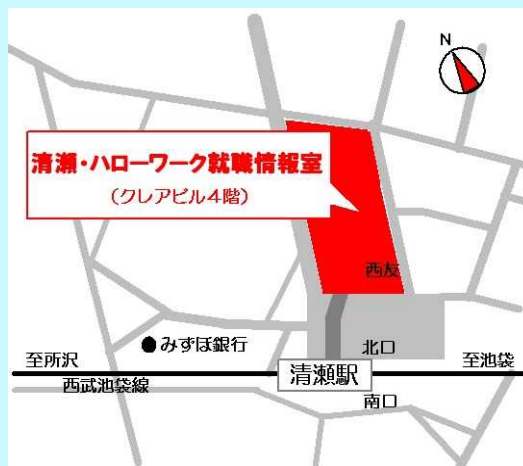 N
清瀬・ハローワーク就職情報室
(クレアビル4階)
西友
●みずほ銀行
北口
至所沢
至池袋
清瀬駅
西武池袋線
南口